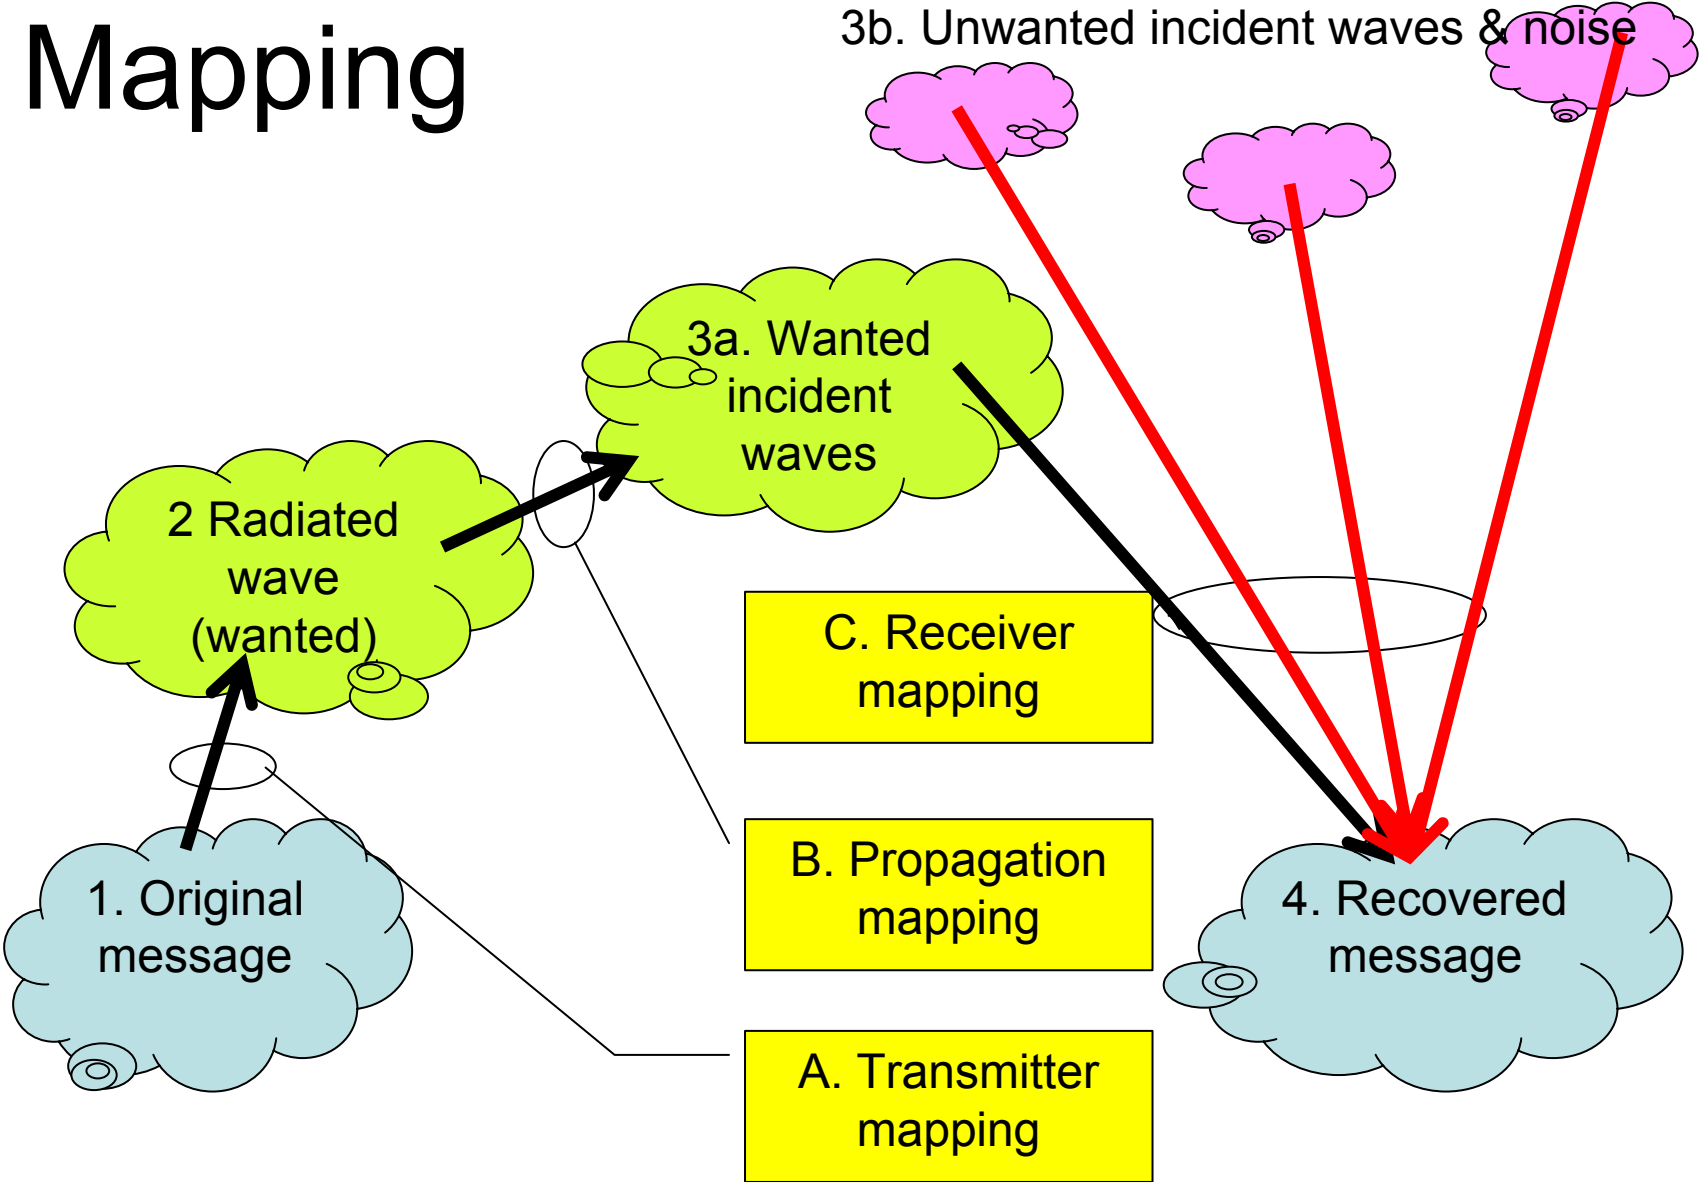 Mapping
3b. Unwanted incident waves & noise
3a. Wanted
incident
waves
2 Radiated
wave
(wanted)
C. Receiver
mapping
B. Propagation
mapping
1. Original
message
4. Recovered
message
A. Transmitter
mapping